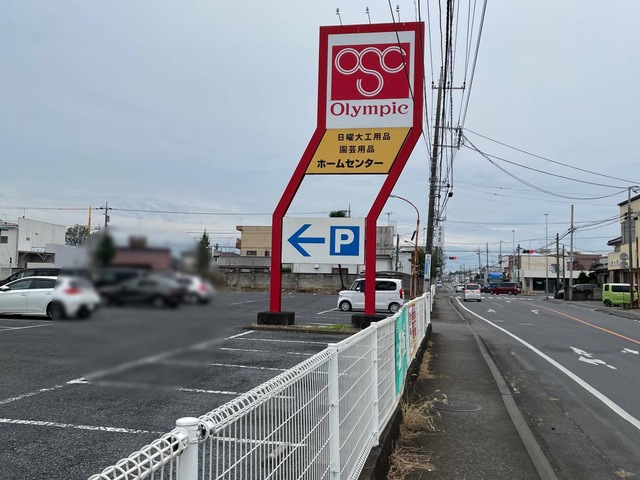 OSC
Olympic
日曜大工用品
園芸用品
ホームセンター
P